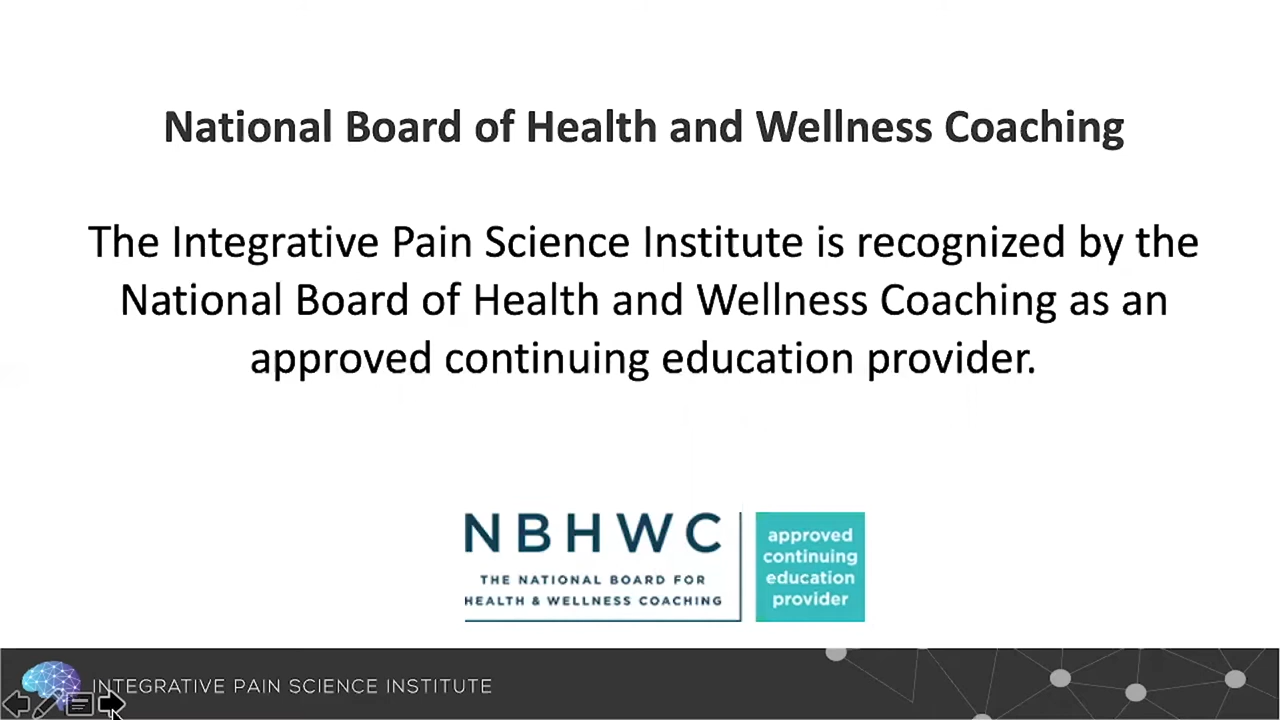 National Board of Health and Wellness Coaching
The Integrative Pain Science Institute is recognized by the
National Board of Health and Wellness Coaching as an
approved continuing education provider.
NBHWC
THE NATIONAL BOARD FOR
HEALTH & WELLNESS COACHING
approved
continuing
education
provider
INTEGRATIVE PAIN SCIENCE INSTITUTE